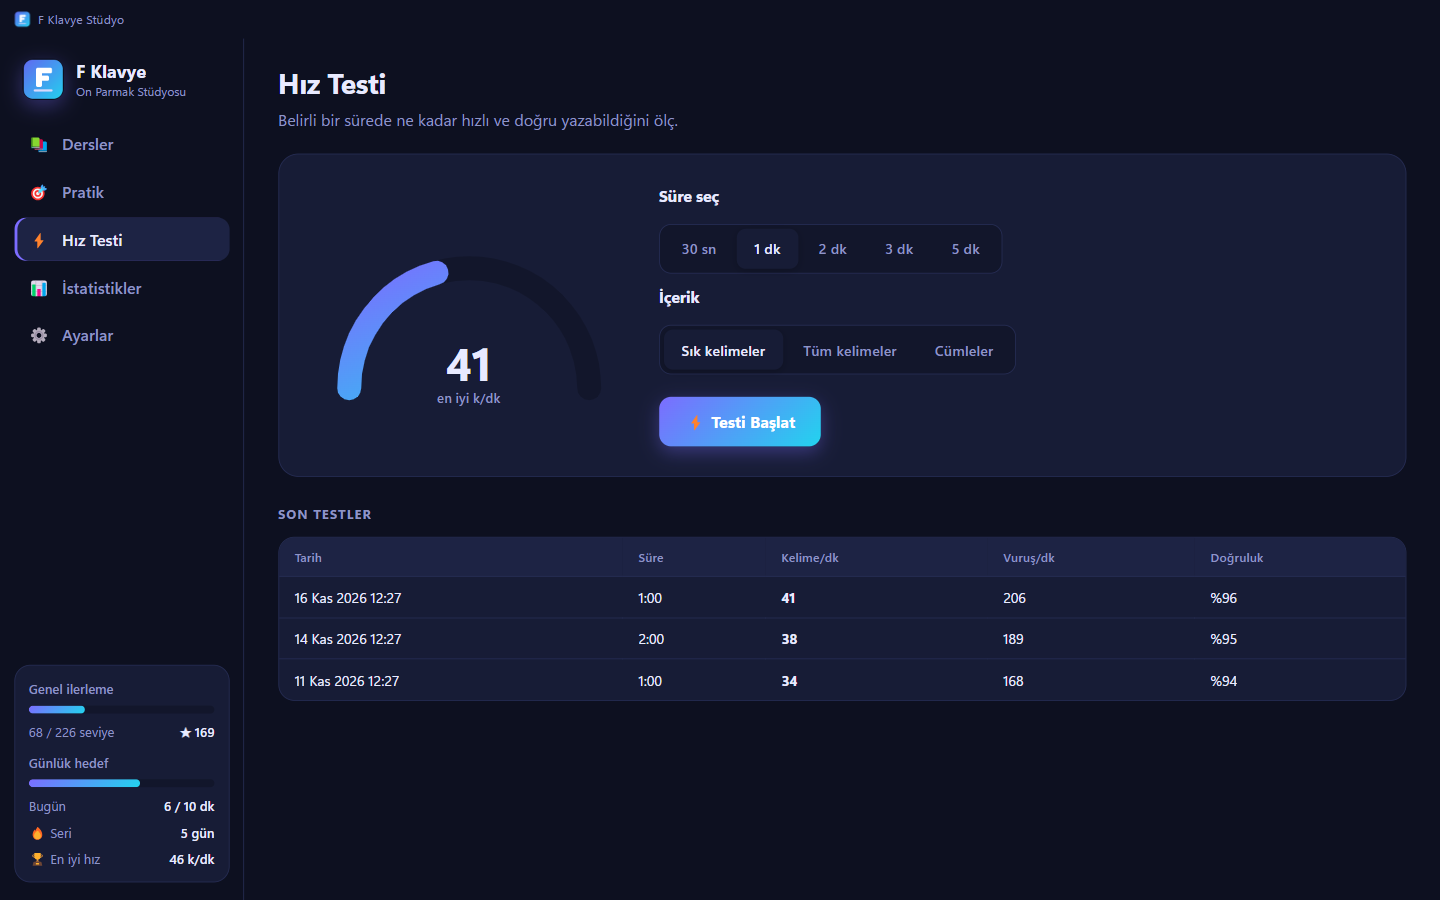 F Klavye Stüdyo
F Klavye
On Parmak Stüdyosu
Dersler
Pratik
Hız Testi
İstatistikler
Ayarlar
Genel ilerleme
68 / 226 seviye ★ 169
Günlük hedef
Bugün 6 / 10 dk
Seri 5 gün
En iyi hız 46 k/dk
Hız Testi
Belirli bir sürede ne kadar hızlı ve doğru yazabildiğini ölç.
41
en iyi k/dk
Süre seç
30 sn 1 dk 2 dk 3 dk 5 dk
İçerik
Sık kelimeler Tüm kelimeler Cümleler
Testi Başlat
SON TESTLER
Tarih Süre Kelime/dk Vuruş/dk Doğruluk
16 Kas 2026 12:27 1:00 41 206 %96
14 Kas 2026 12:27 2:00 38 189 %95
11 Kas 2026 12:27 1:00 34 168 %94